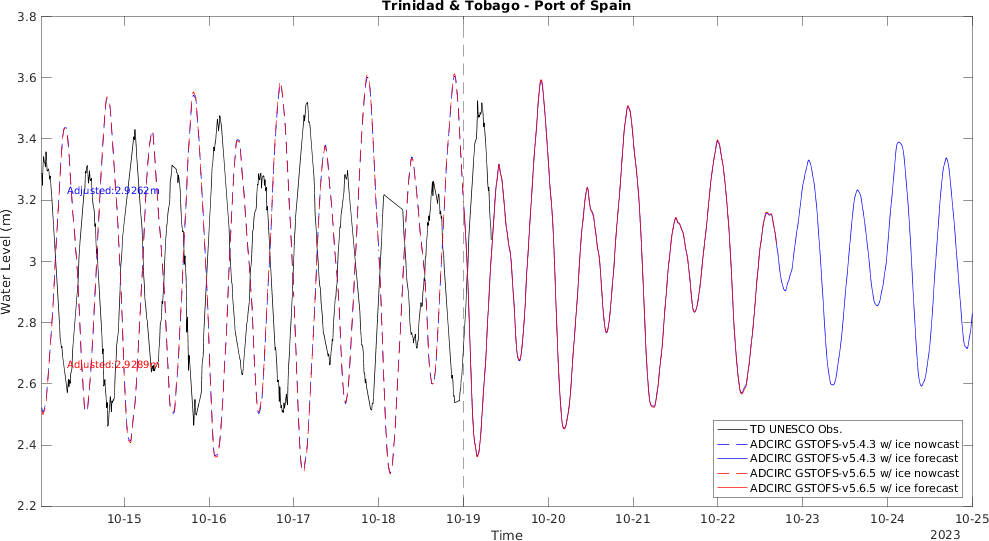 Trinidad & Tobago - Port of Spain
3.8
3.6
3.4
3.2
3
2.8
2.6
2.4
2.2
Water Level (m)
Adjusted:2.9262m
Adjusted:2.9289m
TD UNESCO Obs.
ADCIRC GSTOFS-v5.4.3 w/ ice nowcast
ADCIRC GSTOFS-v5.4.3 w/ ice forecast
ADCIRC GSTOFS-v5.6.5 w/ ice nowcast
ADCIRC GSTOFS-v5.6.5 w/ ice forecast
10-15 10-16 10-17 10-18 10-19 10-20 10-21 10-22 10-23 10-24 10-25
Time
2023